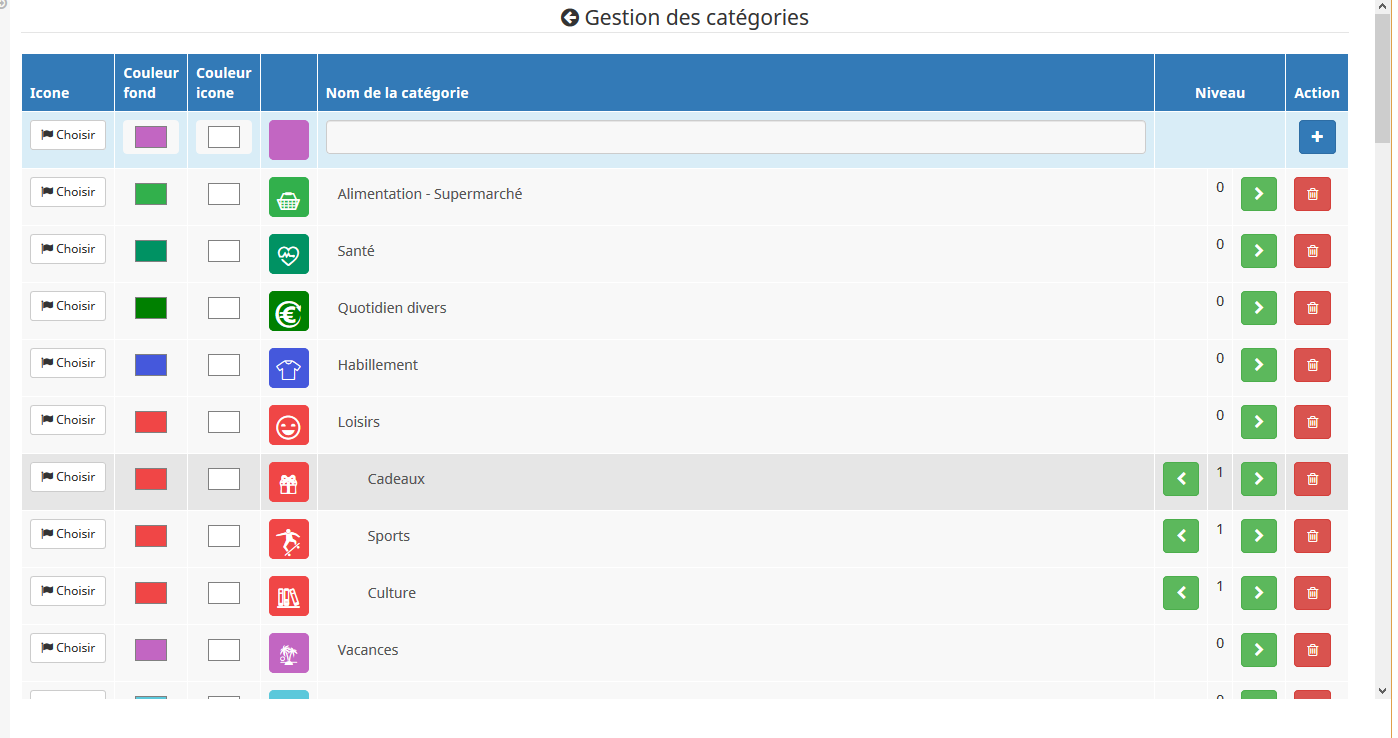 Gestion des catégories
Icone
Couleur fond
Couleur icone
Nom de la catégorie
Niveau
Action
Choisir
Choisir Alimentation - Supermarché 0
Choisir Santé 0
Choisir Quotidien divers 0
Choisir Habillement 0
Choisir Loisirs 0
Choisir Cadeaux 1
Choisir Sports 1
Choisir Culture 1
Choisir Vacances 0
0